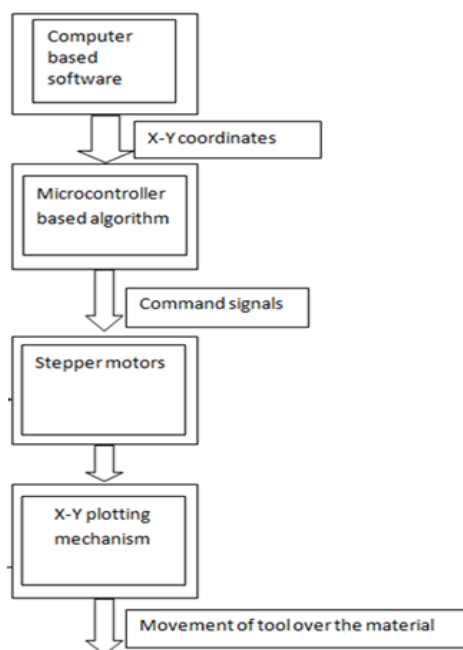 Computer
based
software
X-Y coordinates
Microcontroller
based algorithm
Command signals
Stepper motors
X-Y plotting
mechanism
Movement of tool over the material